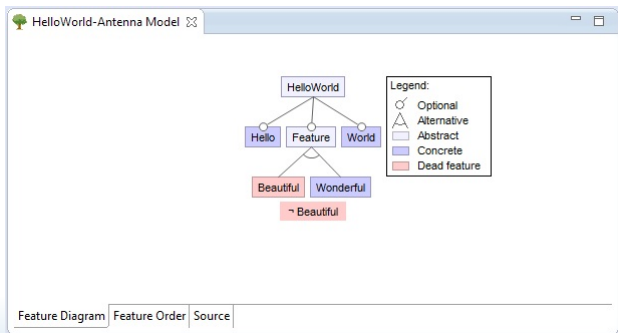 HelloWorld-Antenna Model
HelloWorld
Legend:
Optional
Alternative
Abstract
Concrete
Dead feature
Hello Feature World
Beautiful Wonderful
¬ Beautiful
Feature Diagram Feature Order Source